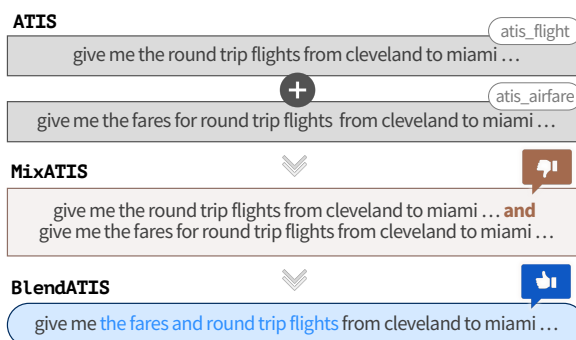 ATIS
atis_flight
give me the round trip flights from cleveland to miami ...
atis_airfare
give me the fares for round trip flights from cleveland to miami ...
MixATIS
give me the round trip flights from cleveland to miami ... and
give me the fares for round trip flights from cleveland to miami ...
BlendATIS
give me the fares and round trip flights from cleveland to miami ...